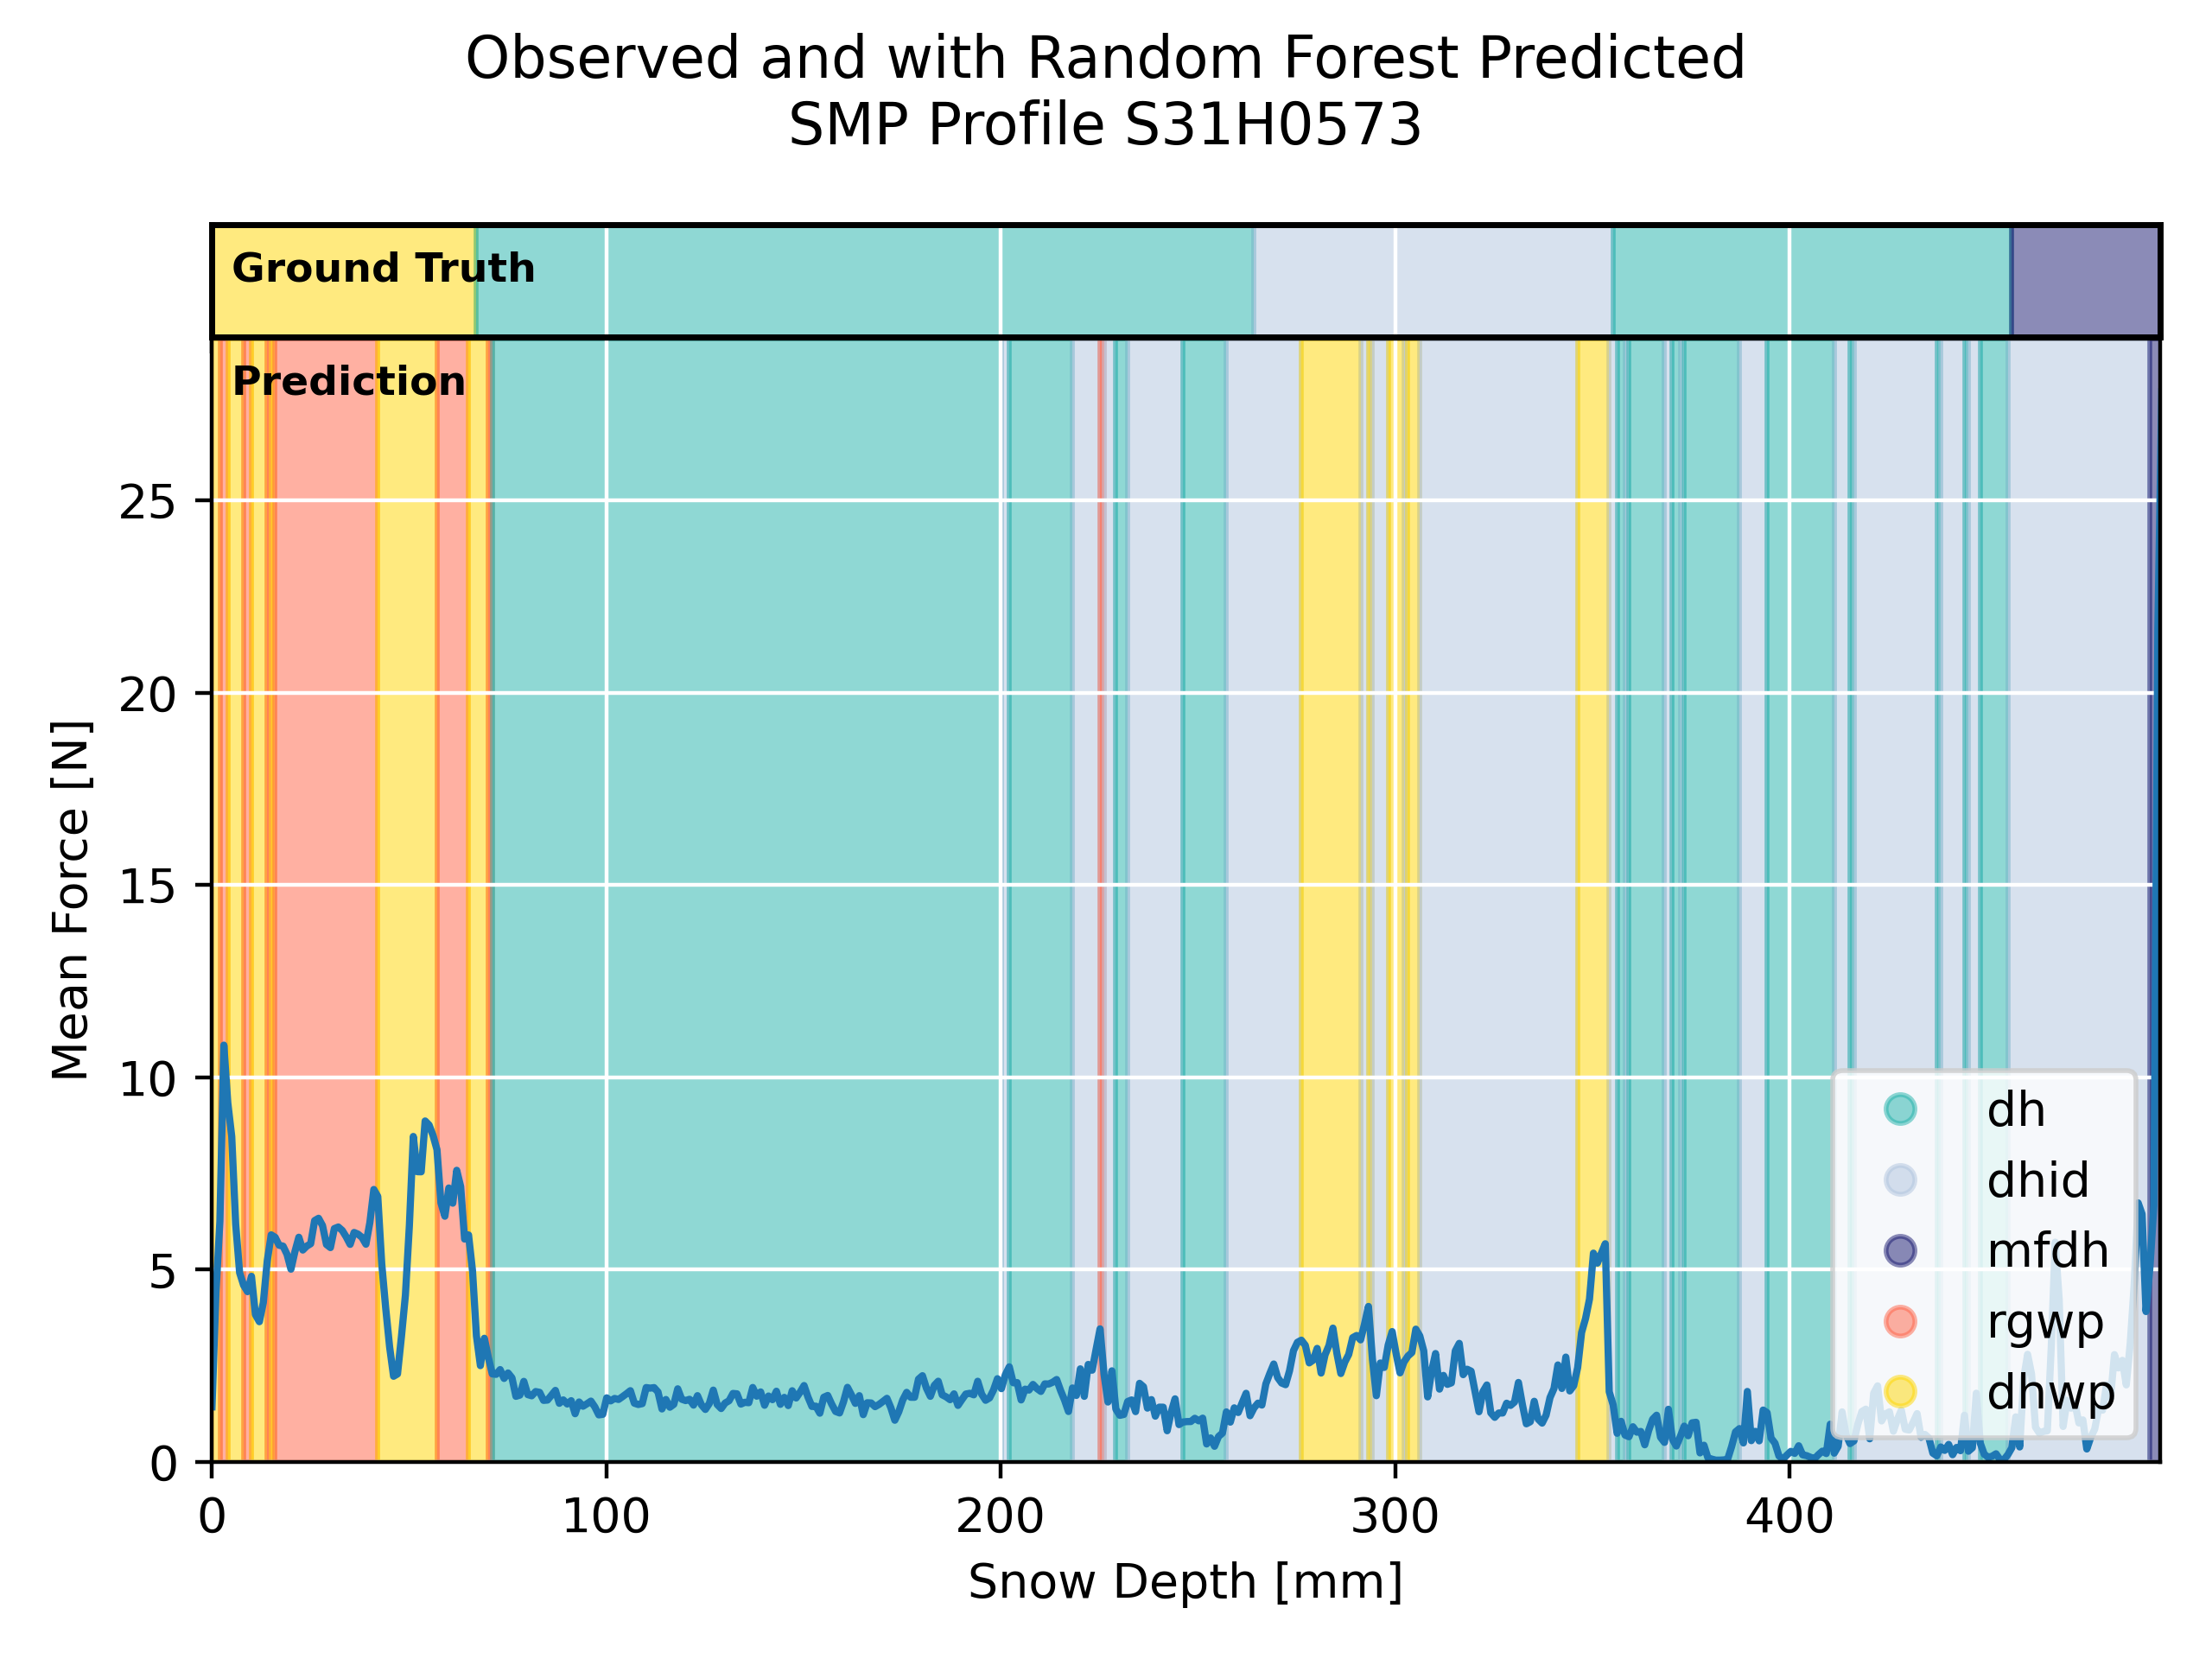 Observed and with Random Forest Predicted
SMP Profile S31H0573
Ground Truth
Prediction
25
20
15
10
5
0
Mean Force [N]
0 100 200 300 400
Snow Depth [mm]
dh
dhid
mfdh
rgwp
dhwp